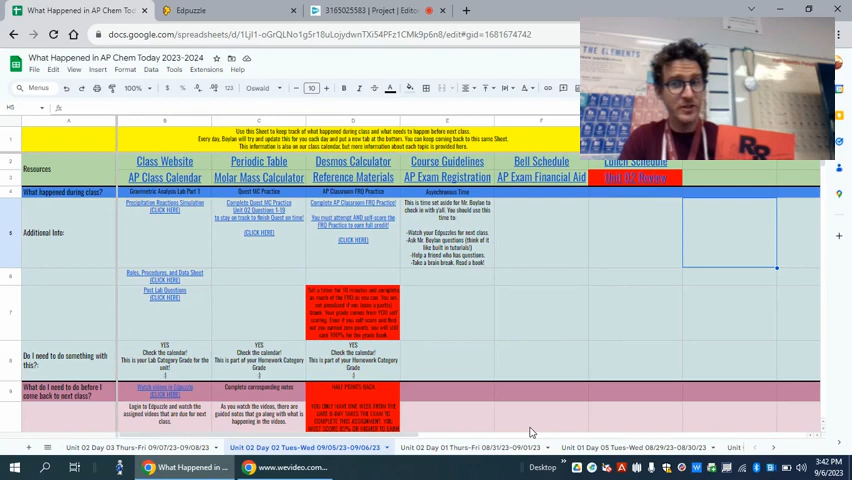 What Happened in AP Chem Today
Edpuzzle
3165025583 | Project | Editor
docs.google.com/spreadsheets/d/1LjI1-oGrQLNo1g5r18uLojydwnTXi54PFz1CMk9p6n8/edit#gid=1681674742
What Happened in AP Chem Today 2023-2024
File Edit View Insert Format Data Tools Extensions
Menus 100% $ % .0 .00 123 Oswald 10 B I A
H5 fx
A B C D E F
Use this Sheet to keep track of what happened during class and what needs to happen before next class.
Every day, Boylan will try and update this for you each day and put a new tab at the bottom. You can keep coming back to this same Sheet.
This information is also on our class calendar, but more information about each topic is provided here.
Resources
Class Website Periodic Table Desmos Calculator Course Guidelines Bell Schedule Lunch Schedule
AP Class Calendar Molar Mass Calculator Reference Materials AP Exam Registration AP Exam Financial Aid Unit 02 Review
What happened during class? Gravimetric Analysis Lab Part 1 Quest MC Practice AP Classroom FRQ Practice Asynchronous Time
Additional Info:
Precipitation Reactions Simulation
(CLICK HERE)
Complete Quest MC Practice
Unit 02 Questions 1-19
to stay on track to finish Quest on time!
(CLICK HERE)
Complete AP Classroom FRQ Practice!
You must attempt AND self-score the
FRQ Practice to earn full credit!
(CLICK HERE)
This is time set aside for Mr. Boylan to
check in with y'all. You should use this
time to:
-Watch your Edpuzzles for next class.
-Ask Mr. Boylan questions (think of it
like built in tutorials!)
-Help a friend who has questions.
-Take a brain break. Read a book!
Roles, Procedures, and Data Sheet
(CLICK HERE)
Post Lab Questions
(CLICK HERE)
Do I need to do something with
this?:
YES
Check the calendar!
This is your Lab Category Grade for the
unit!
:)
YES
Check the calendar!
This is part of your Homework Category
Grade
:)
YES
Check the calendar!
This is part of your Homework Category
Grade
:)
What do I need to do before I
come back to next class?
Watch videos in Edpuzzle
(CLICK HERE)
Complete corresponding notes
HALF POINTS BACK
Login to Edpuzzle and watch the
assigned videos that are due for next
class.
As you watch the videos, there are
guided notes that go along with what is
happening in the videos.
Unit 02 Day 03 Thurs-Fri 09/07/23-09/08/23
Unit 02 Day 02 Tues-Wed 09/05/23-09/06/23
Unit 02 Day 01 Thurs-Fri 08/31/23-09/01/23
Unit 01 Day 05 Tues-Wed 08/29/23-08/30/23
What Happened in ...
www.wevideo.com...
Desktop
3:42 PM
9/6/2023
THE ELEMENTS